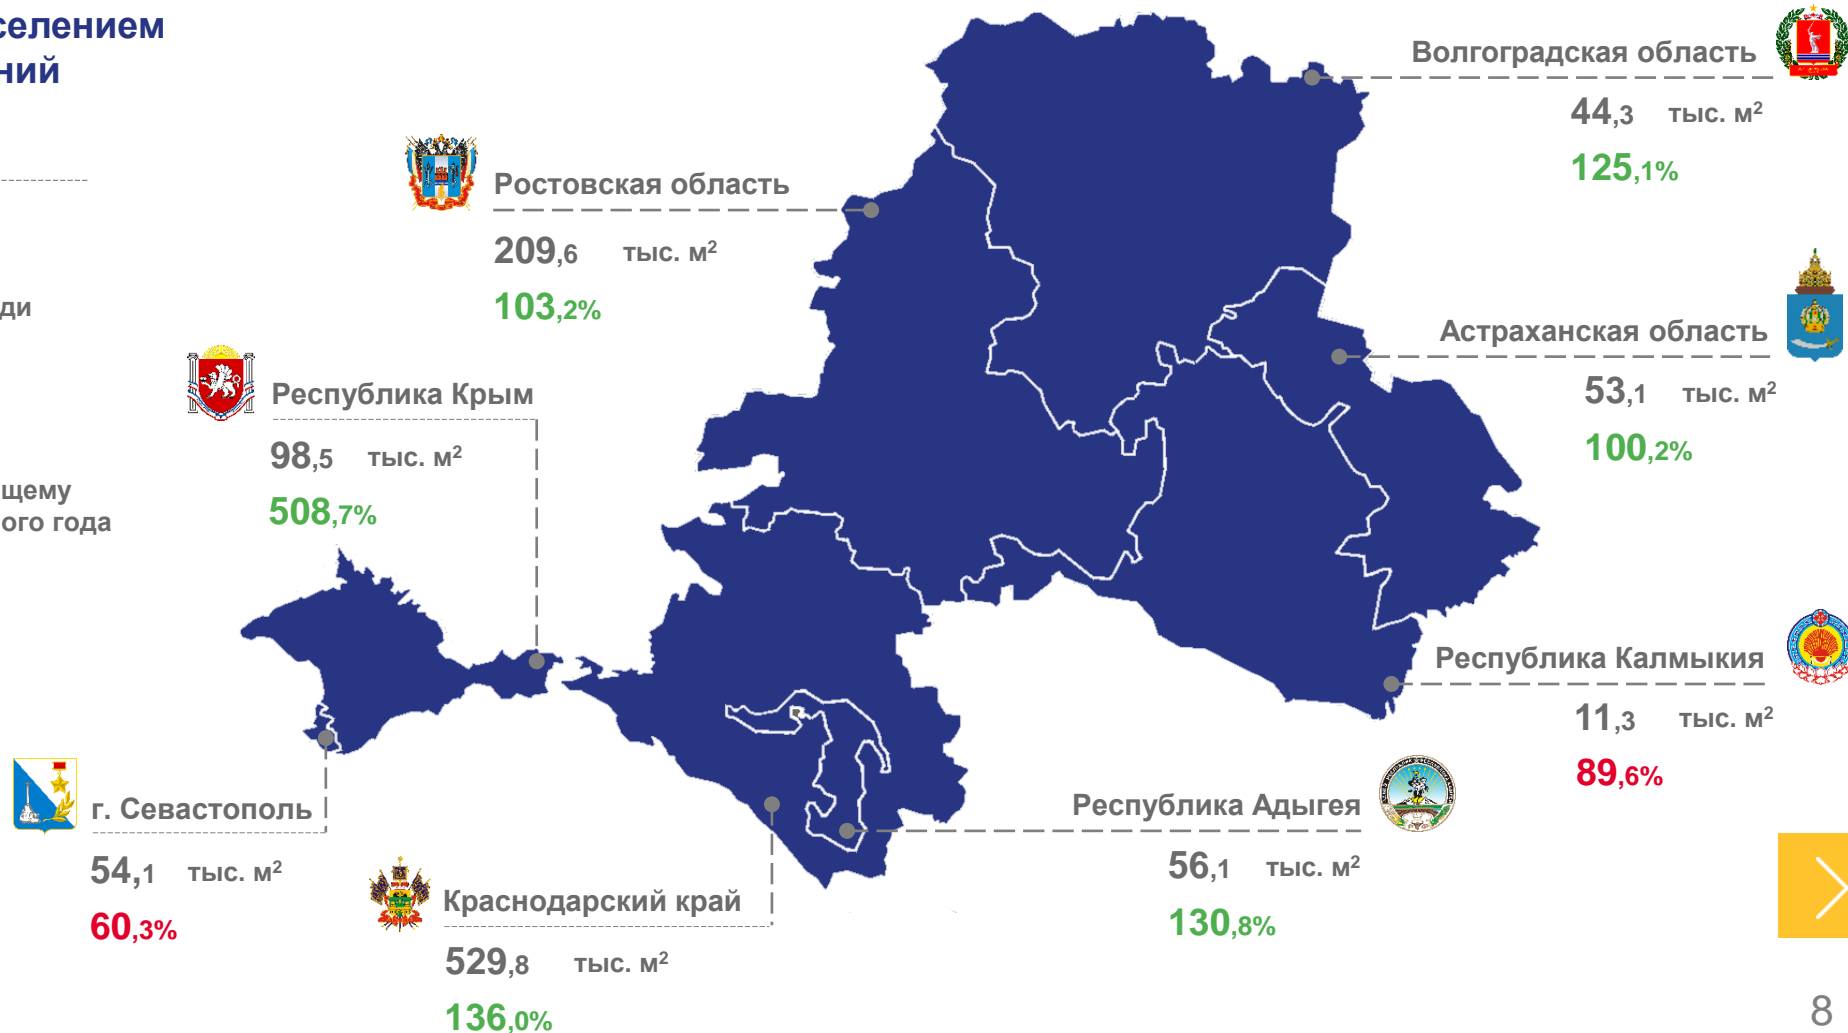 селением
ний
ди
щему
ого года
Волгоградская область
44,3 тыс. м²
125,1%
Ростовская область
209,6 тыс. м²
103,2%
Астраханская область
53,1 тыс. м²
100,2%
Республика Крым
98,5 тыс. м²
508,7%
Республика Калмыкия
11,3 тыс. м²
89,6%
г. Севастополь
54,1 тыс. м²
60,3%
Республика Адыгея
56,1 тыс. м²
130,8%
Краснодарский край
529,8 тыс. м²
136,0%
8